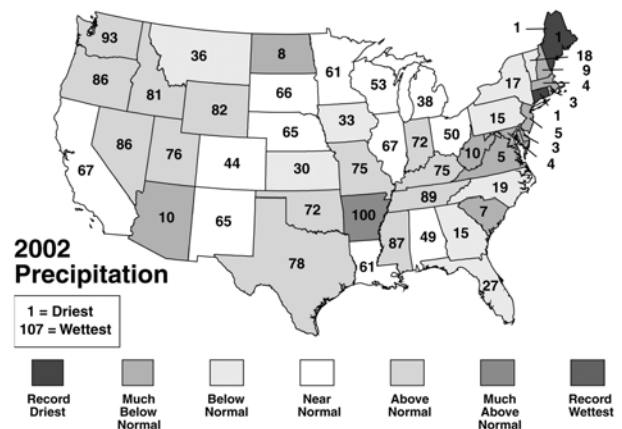 93
36
8
61
1
1
18
9
4
3
1
5
3
4
86
81
82
66
53
38
17
15
86
76
44
65
33
67
72
50
10
5
67
30
75
75
19
10
65
72
100
89
7
78
61
87
49
15
27
2002
Precipitation
1 = Driest
107 = Wettest
Record
Driest
Much
Below
Normal
Below
Normal
Near
Normal
Above
Normal
Much
Above
Normal
Record
Wettest